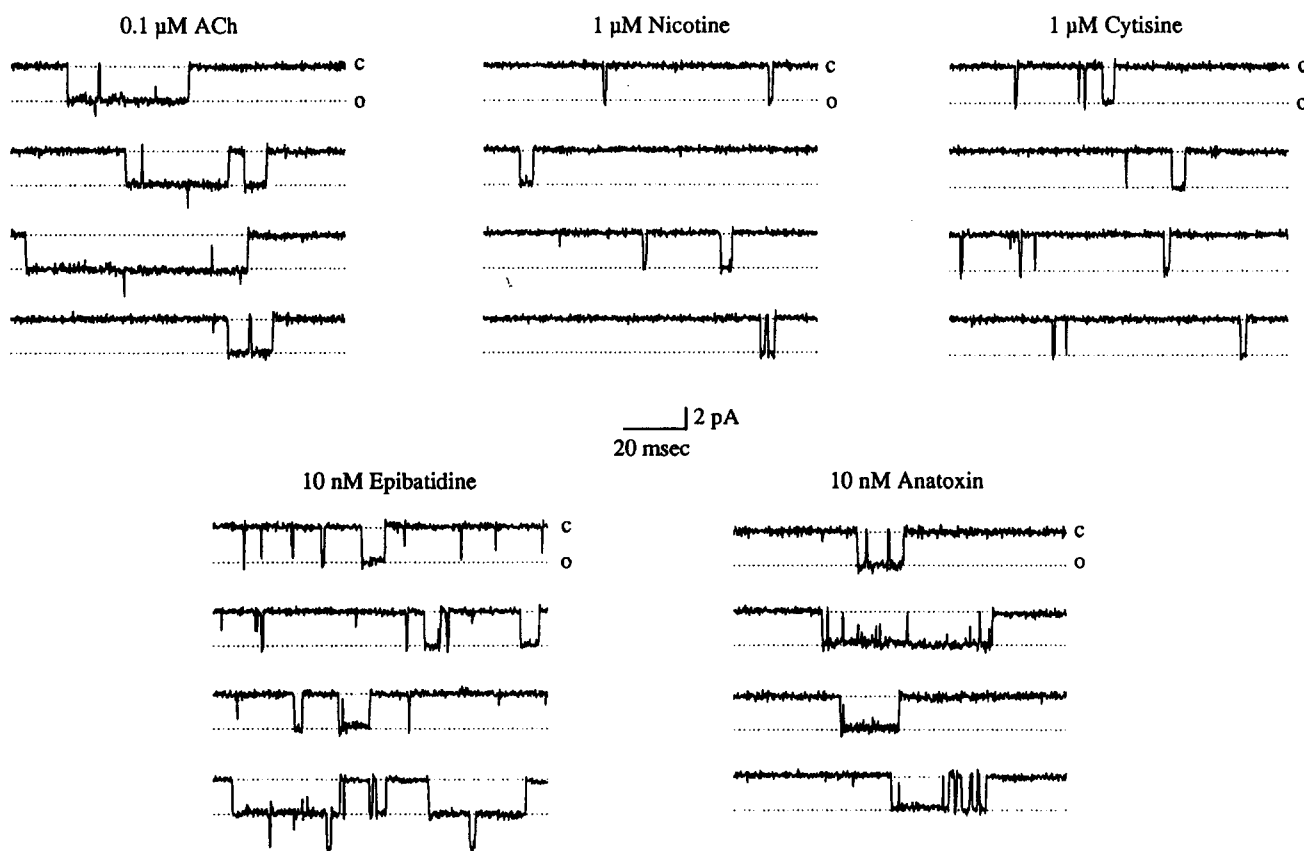 0.1 µM ACh
1 µM Nicotine
1 µM Cytisine
c
o
c
o
c
o
2 pA
20 msec
10 nM Epibatidine
10 nM Anatoxin
c
o
c
o